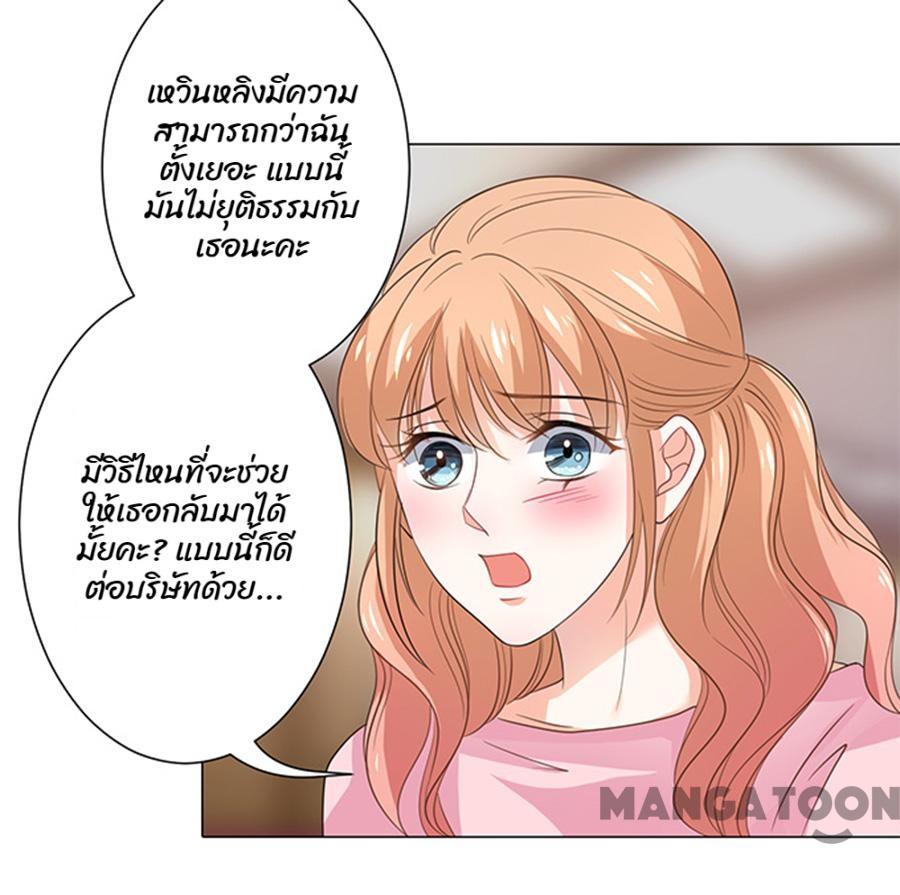 เหวินหลิงมีความ
สามารถกว่าฉัน
ตั้งเยอะ แบบนี้
มันไม่ยุติธรรมกับ
เธอนะคะ
มีวิธีไหนที่จะช่วย
ให้เธอกลับมาได้
มั้ยคะ? แบบนี้ก็ดี
ต่อบริษัทด้วย...
MANGATOON